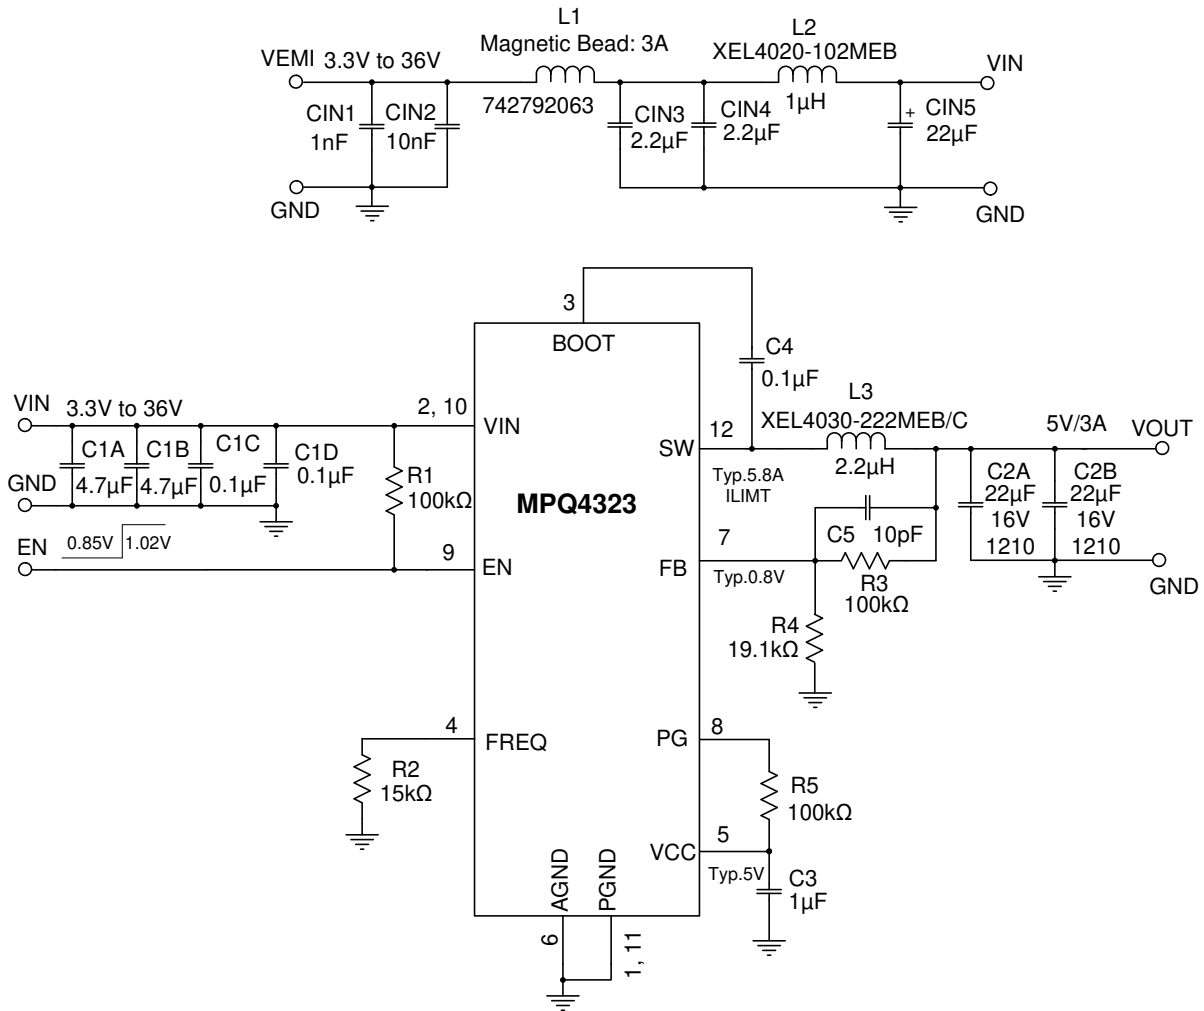 L1
Magnetic Bead: 3A
742792063
L2
XEL4020-102MEB
1µH
VEMI 3.3V to 36V
VIN
CIN1
1nF
CIN2
10nF
CIN3
2.2µF
CIN4
2.2µF
+
CIN5
22µF
GND
GND
3
BOOT
C4
0.1µF
VIN
3.3V to 36V
2, 10
VIN
C1A
4.7µF
C1B
4.7µF
C1C
0.1µF
C1D
0.1µF
GND
R1
100kΩ
EN
0.85V
1.02V
9
EN
MPQ4323
12
SW
Typ.5.8A
ILIMT
L3
XEL4030-222MEB/C
2.2µH
5V/3A
VOUT
C2A
22µF
16V
1210
C2B
22µF
16V
1210
GND
7
FB
Typ.0.8V
C5
10pF
R3
100kΩ
R4
19.1kΩ
4
FREQ
R2
15kΩ
8
PG
R5
100kΩ
5
VCC
Typ.5V
C3
1µF
AGND
PGND
6
1, 11